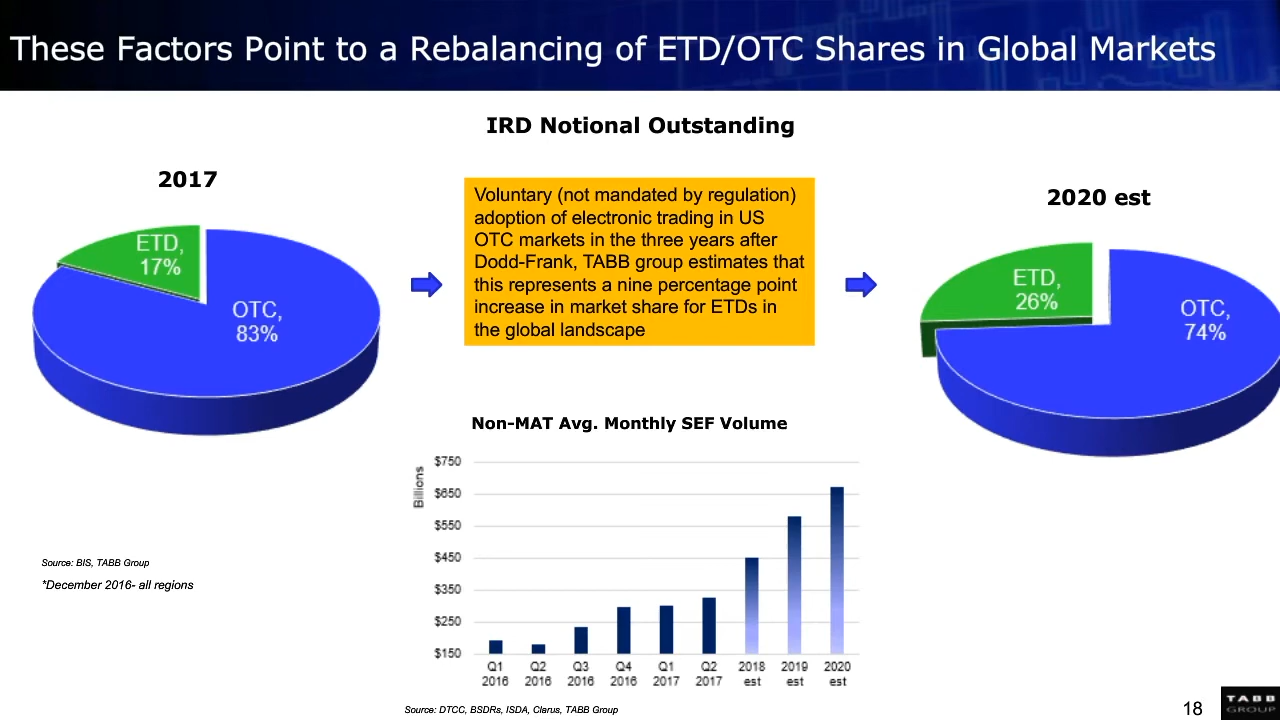 These Factors Point to a Rebalancing of ETD/OTC Shares in Global Markets
IRD Notional Outstanding
2017
ETD,
17%
OTC,
83%
Voluntary (not mandated by regulation)
adoption of electronic trading in US
OTC markets in the three years after
Dodd-Frank, TABB group estimates that
this represents a nine percentage point
increase in market share for ETDs in
the global landscape
2020 est
ETD,
26%
OTC,
74%
Non-MAT Avg. Monthly SEF Volume
Billions
$750
$650
$550
$450
$350
$250
$150
Q1 Q2 Q3 Q4 Q1 Q2 2018 2019 2020
2016 2016 2016 2016 2017 2017 est est est
Source: BIS, TABB Group
*December 2016- all regions
Source: DTCC, BSDRs, ISDA, Clarus, TABB Group
18
TABB
GROUP